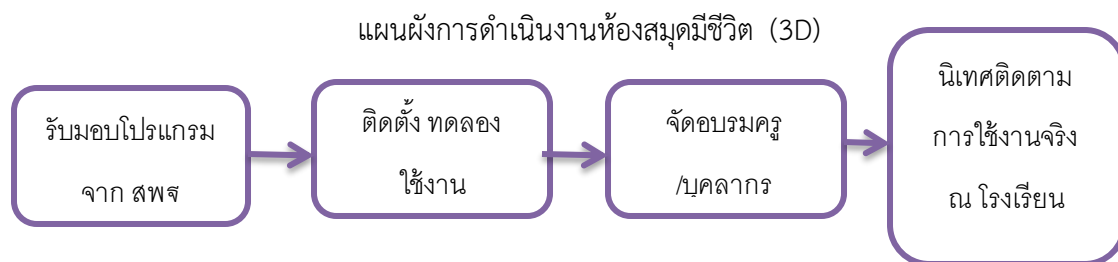 แผนผังการดำเนินงานห้องสมุดมีชีวิต (3D)
รับมอบโปรแกรม
จาก สพฐ
ติดตั้ง ทดลอง
ใช้งาน
จัดอบรมครู
/บุคลากร
นิเทศติดตาม
การใช้งานจริง
ณ โรงเรียน